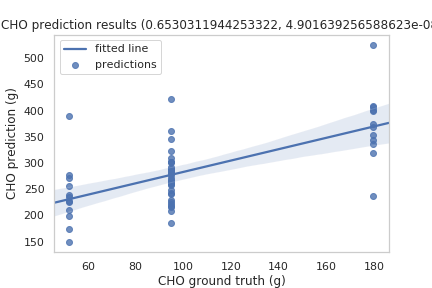 CHO prediction results (0.6530311944253322, 4.901639256588623e-08
fitted line
predictions
CHO prediction (g)
500
450
400
350
300
250
200
150
60 80 100 120 140 160 180
CHO ground truth (g)